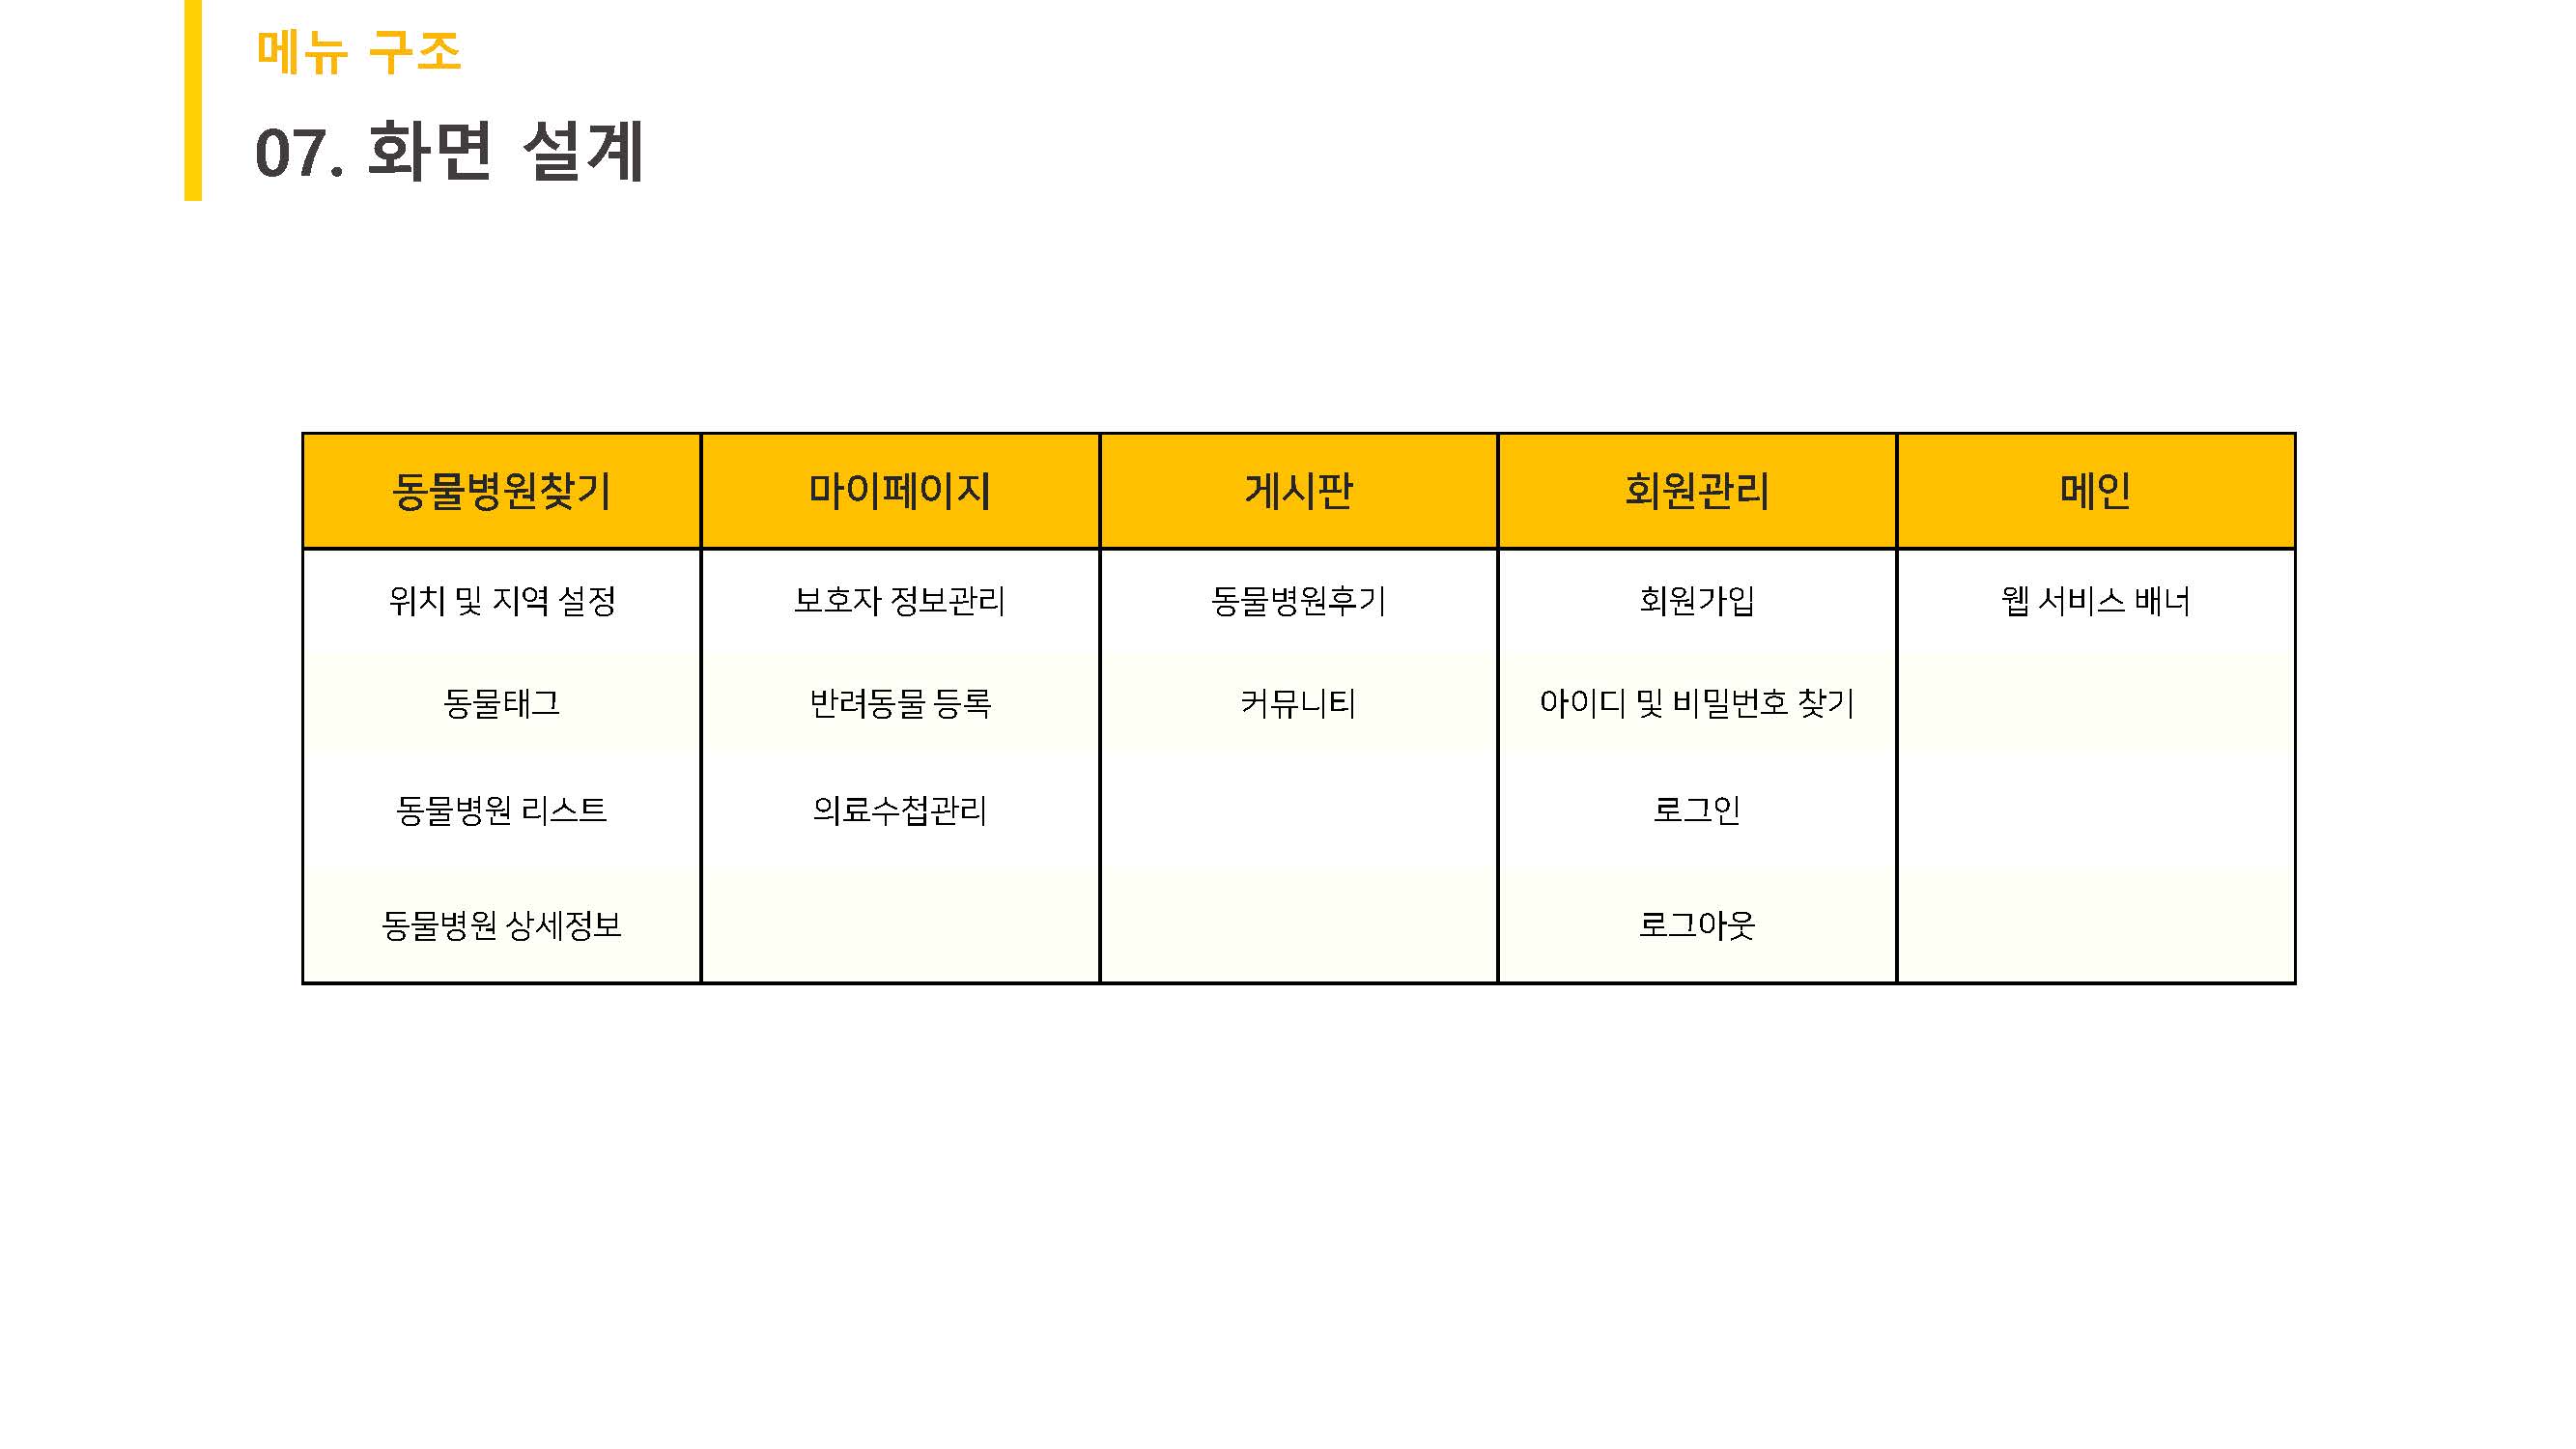 메뉴 구조
07. 화면 설계
동물병원찾기 마이페이지 게시판 회원관리 메인
위치 및 지역 설정 보호자 정보관리 동물병원후기 회원가입 웹 서비스 배너
동물태그 반려동물 등록 커뮤니티 아이디 및 비밀번호 찾기
동물병원 리스트 의료수첩관리 로그인
동물병원 상세정보 로그아웃